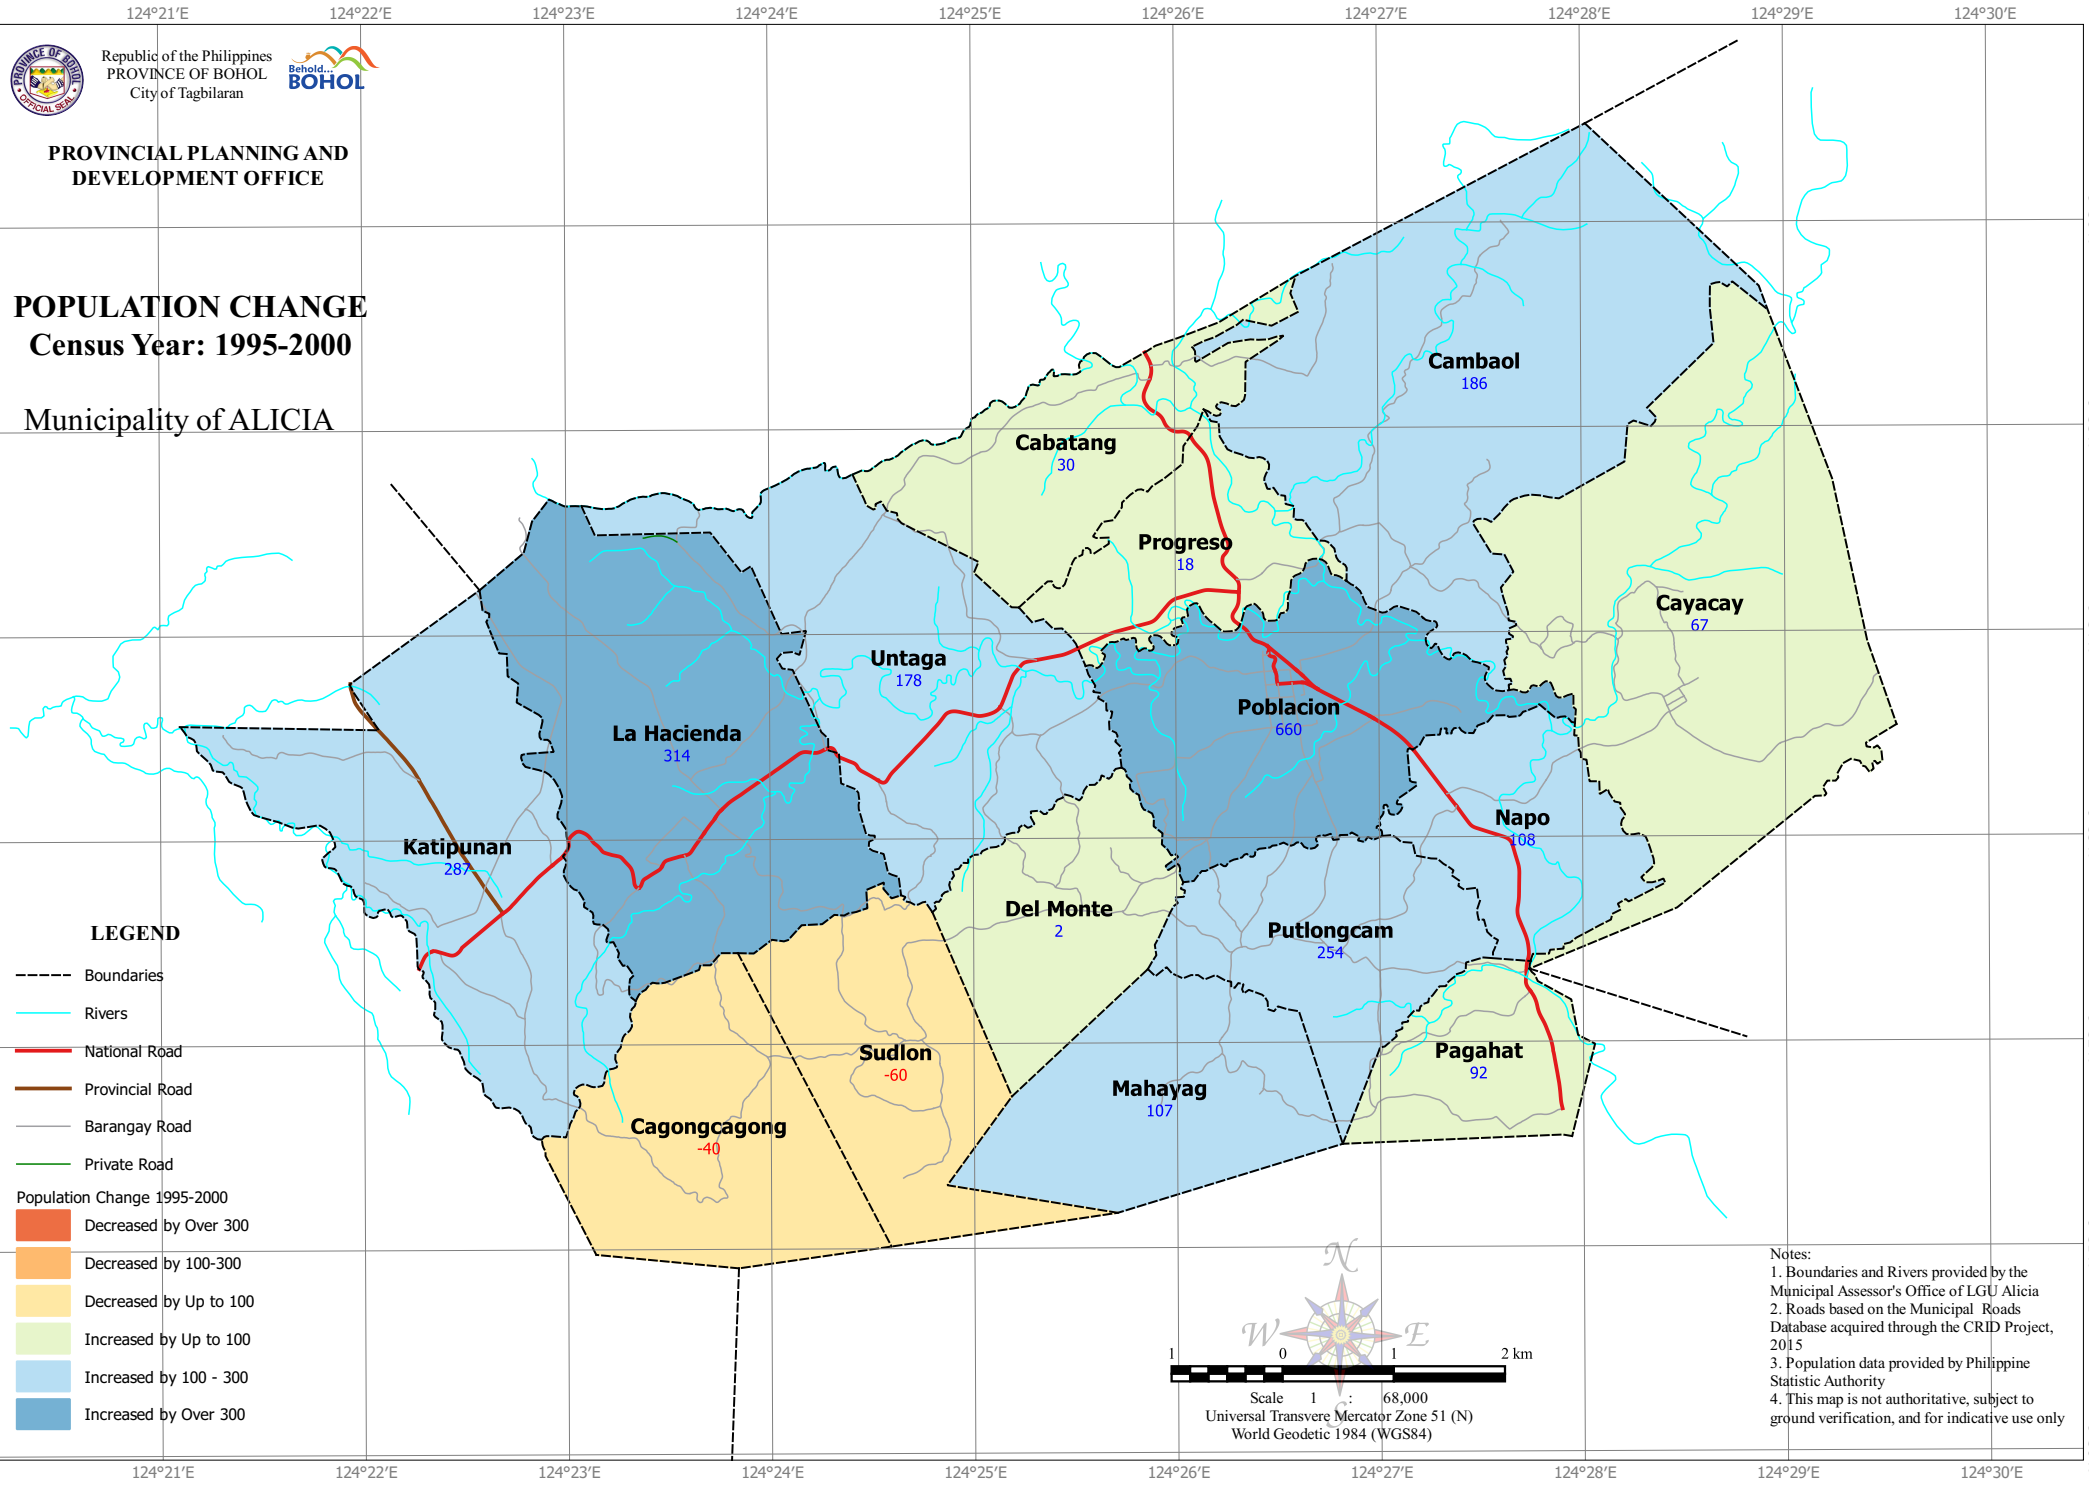 124°21′E 124°22′E 124°23′E 124°24′E 124°25′E 124°26′E 124°27′E 124°28′E 124°29′E 124°30′E
PROVINCE OF BOHOL
OFFICIAL SEAL
Republic of the Philippines
PROVINCE OF BOHOL
City of Tagbilaran
Behold...
BOHOL
PROVINCIAL PLANNING AND
DEVELOPMENT OFFICE
POPULATION CHANGE
Census Year: 1995-2000
Municipality of ALICIA
Cambaol
186
Cabatang
30
Progreso
18
Cayacay
67
Untaga
178
Poblacion
660
La Hacienda
314
Napo
108
Katipunan
287
Del Monte
2
Putlongcam
254
Sudlon
-60
Pagahat
92
Mahayag
107
Cagongcagong
-40
LEGEND
Boundaries
Rivers
National Road
Provincial Road
Barangay Road
Private Road
Population Change 1995-2000
Decreased by Over 300
Decreased by 100-300
Decreased by Up to 100
Increased by Up to 100
Increased by 100 - 300
Increased by Over 300
N
W E
S
1 0 1 2 km
Scale 1 : 68,000
Universal Transvere Mercator Zone 51 (N)
World Geodetic 1984 (WGS84)
Notes:
1. Boundaries and Rivers provided by the
Municipal Assessor's Office of LGU Alicia
2. Roads based on the Municipal Roads
Database acquired through the CRID Project,
2015
3. Population data provided by Philippine
Statistic Authority
4. This map is not authoritative, subject to
ground verification, and for indicative use only
124°21′E 124°22′E 124°23′E 124°24′E 124°25′E 124°26′E 124°27′E 124°28′E 124°29′E 124°30′E